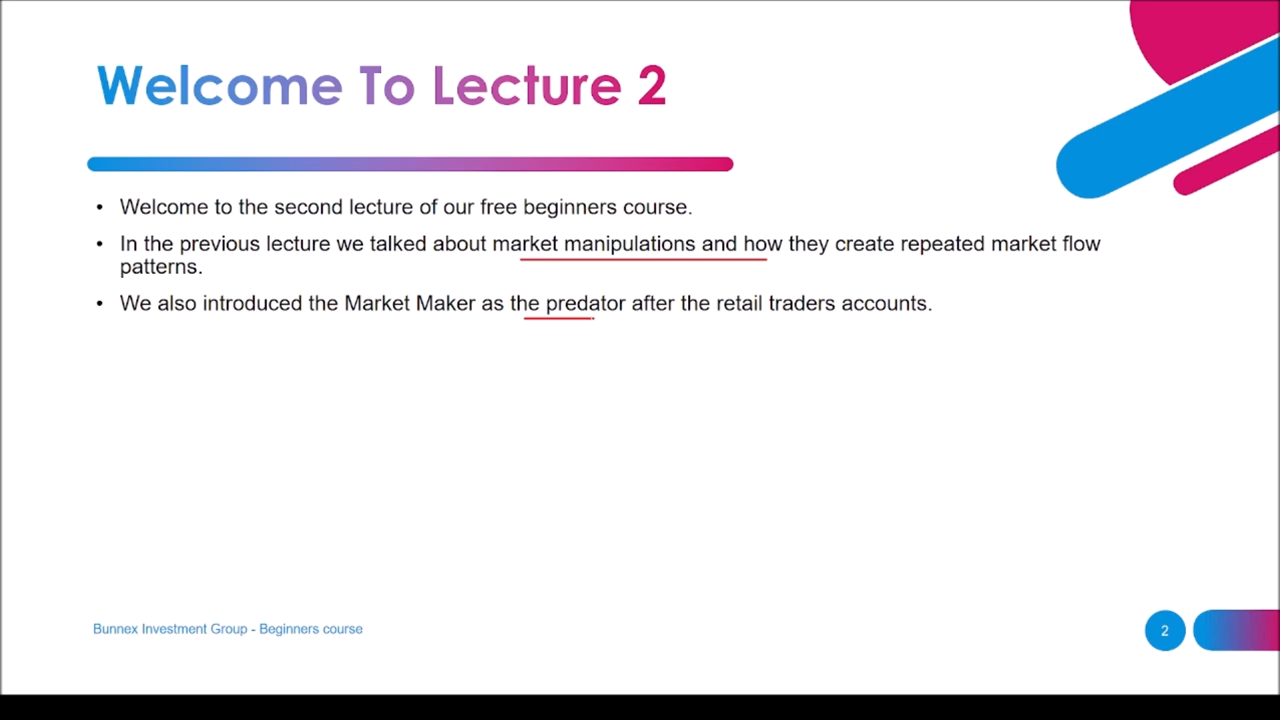 Welcome To Lecture 2
• Welcome to the second lecture of our free beginners course.
• In the previous lecture we talked about market manipulations and how they create repeated market flow
patterns.
• We also introduced the Market Maker as the predator after the retail traders accounts.
Bunnex Investment Group - Beginners course
2